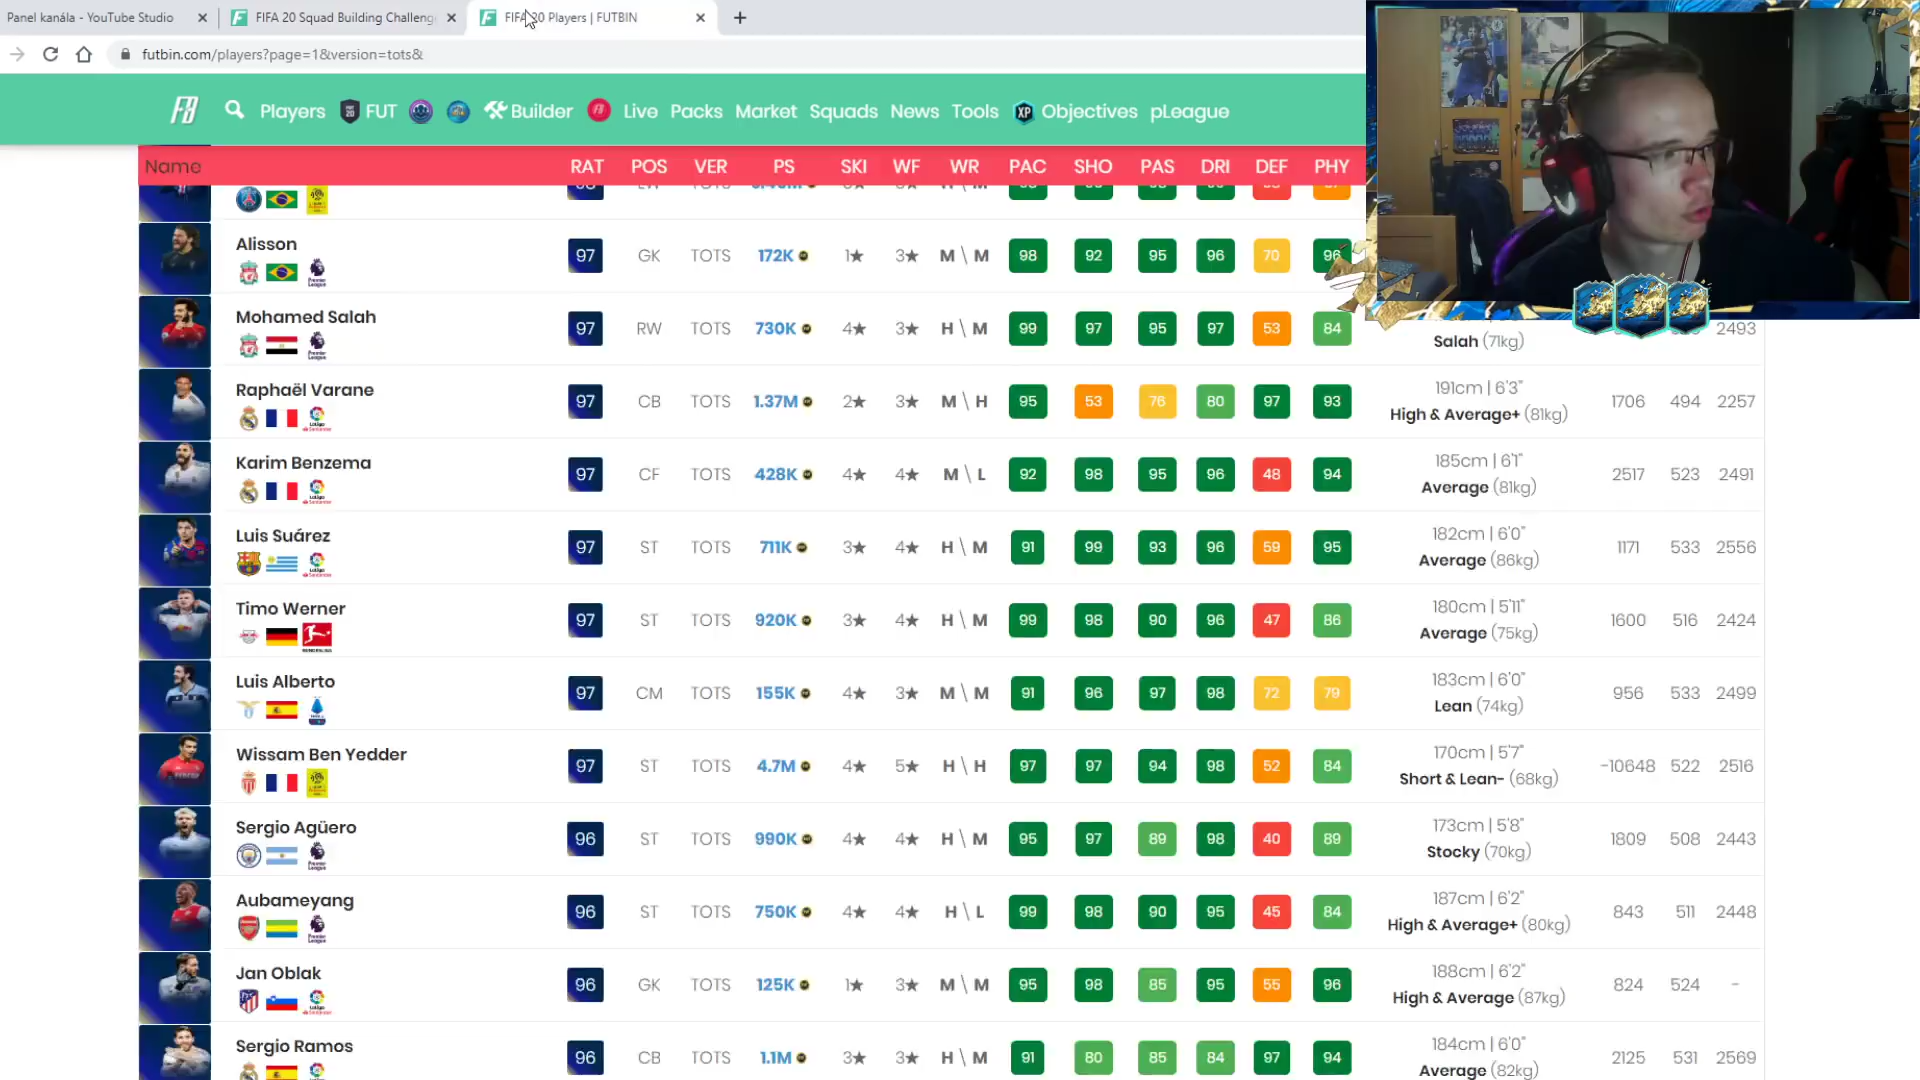 Panel kanála - YouTube Studio
FIFA 20 Squad Building Challeng
FIFA 20 Players | FUTBIN
futbin.com/players?page=1&version=tots&
Players FUT Builder Live Packs Market Squads News Tools XP Objectives pLeague
Name RAT POS VER PS SKI WF WR PAC SHO PAS DRI DEF PHY
Alisson 97 GK TOTS 172K 1★ 3★ M \ M 98 92 95 96 70 96
Mohamed Salah 97 RW TOTS 730K 4★ 3★ H \ M 99 97 95 97 53 84 2493
Salah (71kg)
Raphaël Varane 97 CB TOTS 1.37M 2★ 3★ M \ H 95 53 76 80 97 93 191cm | 6'3" 1706 494 2257
High & Average+ (81kg)
Karim Benzema 97 CF TOTS 428K 4★ 4★ M \ L 92 98 95 96 48 94 185cm | 6'1" 2517 523 2491
Average (81kg)
Luis Suárez 97 ST TOTS 711K 3★ 4★ H \ M 91 99 93 96 59 95 182cm | 6'0" 1171 533 2556
Average (86kg)
Timo Werner 97 ST TOTS 920K 3★ 4★ H \ M 99 98 90 96 47 86 180cm | 5'11" 1600 516 2424
Average (75kg)
Luis Alberto 97 CM TOTS 155K 4★ 3★ M \ M 91 96 97 98 72 79 183cm | 6'0" 956 533 2499
Lean (74kg)
Wissam Ben Yedder 97 ST TOTS 4.7M 4★ 5★ H \ H 97 97 94 98 52 84 170cm | 5'7" -10648 522 2516
Short & Lean- (68kg)
Sergio Agüero 96 ST TOTS 990K 4★ 4★ H \ M 95 97 89 98 40 89 173cm | 5'8" 1809 508 2443
Stocky (70kg)
Aubameyang 96 ST TOTS 750K 4★ 4★ H \ L 99 98 90 95 45 84 187cm | 6'2" 843 511 2448
High & Average+ (80kg)
Jan Oblak 96 GK TOTS 125K 1★ 3★ M \ M 95 98 85 95 55 96 188cm | 6'2" 824 524 -
High & Average (87kg)
Sergio Ramos 96 CB TOTS 1.1M 3★ 3★ H \ M 91 80 85 84 97 94 184cm | 6'0" 2125 531 2569
Average (82kg)